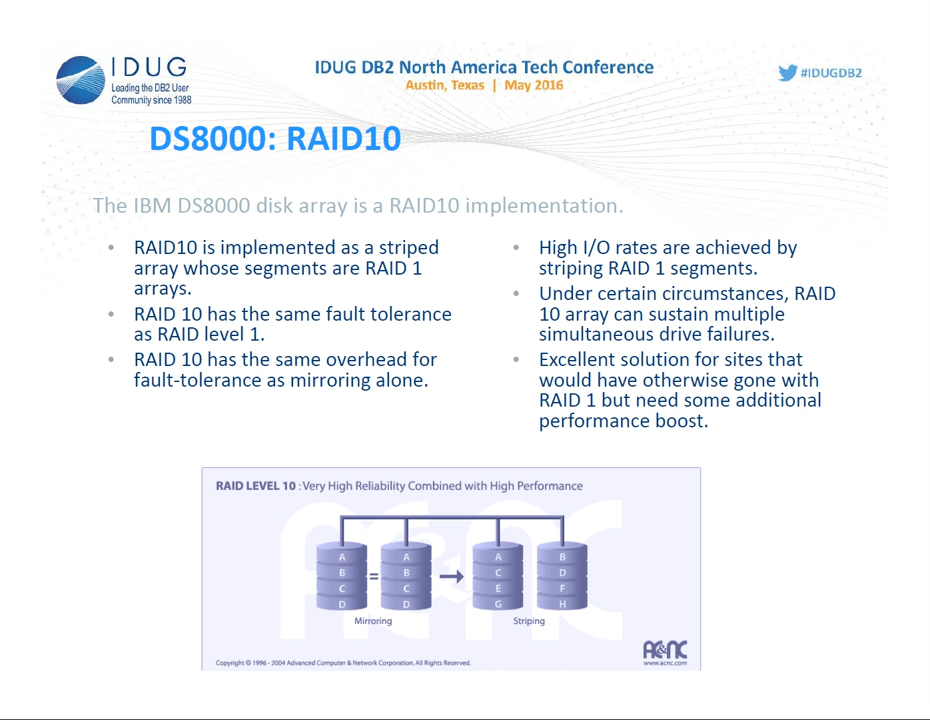 IDUG
Leading the DB2 User
Community since 1988
IDUG DB2 North America Tech Conference
Austin, Texas | May 2016
#IDUGDB2
DS8000: RAID10
The IBM DS8000 disk array is a RAID10 implementation.
• RAID10 is implemented as a striped
array whose segments are RAID 1
arrays.
• RAID 10 has the same fault tolerance
as RAID level 1.
• RAID 10 has the same overhead for
fault-tolerance as mirroring alone.
• High I/O rates are achieved by
striping RAID 1 segments.
• Under certain circumstances, RAID
10 array can sustain multiple
simultaneous drive failures.
• Excellent solution for sites that
would have otherwise gone with
RAID 1 but need some additional
performance boost.
RAID LEVEL 10 : Very High Reliability Combined with High Performance
AC&NC
A A A B
B = B C D
C C E F
D D G H
Mirroring Striping
Copyright © 1996 - 2004 Advanced Computer & Network Corporation. All Rights Reserved.
AC&NC
www.acnc.com